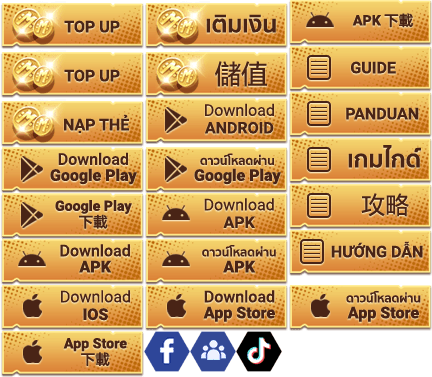 TOP UP
เติมเงิน
APK 下載
TOP UP
儲值
GUIDE
NẠP THẺ
Download
ANDROID
PANDUAN
Download
Google Play
ดาวน์โหลดผ่าน
Google Play
เกมไกด์
Google Play
下載
Download
APK
攻略
Download
APK
ดาวน์โหลดผ่าน
APK
HƯỚNG DẪN
Download
IOS
Download
App Store
ดาวน์โหลดผ่าน
App Store
App Store
下載